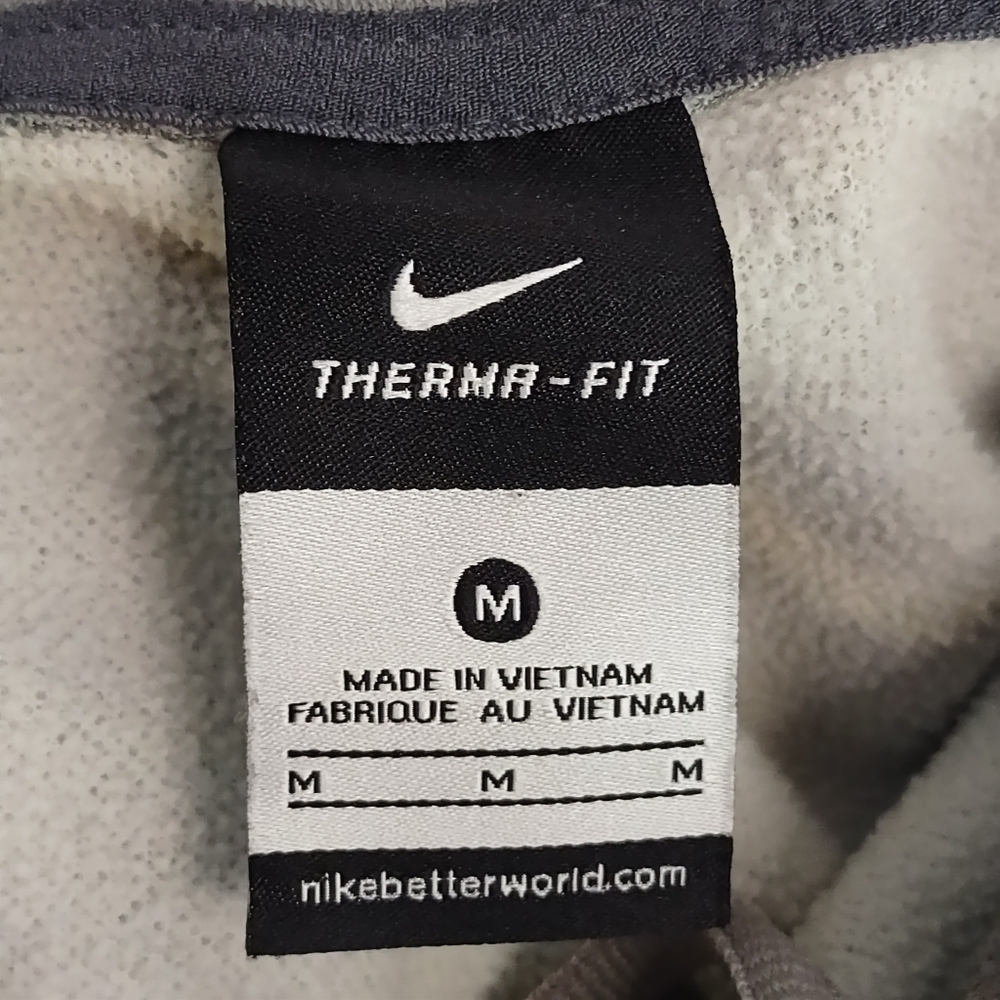 THERMA-FIT
M
MADE IN VIETNAM
FABRIQUE AU VIETNAM
M M M
nikebetterworld.com